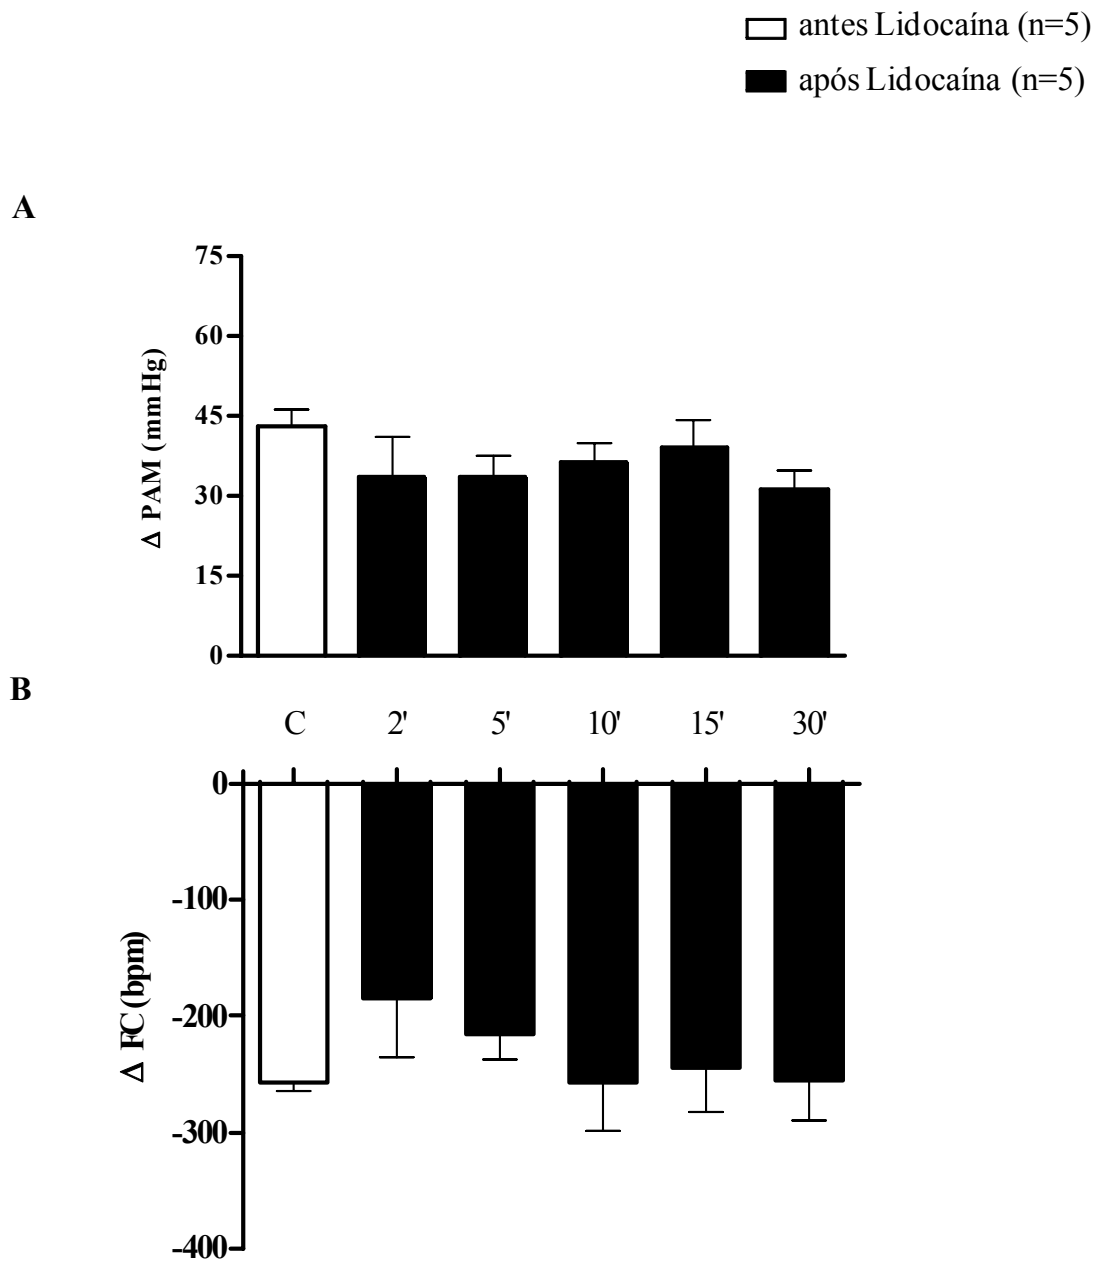 antes Lidocaína (n=5)
após Lidocaína (n=5)
A
75
60
45
30
15
0
Δ PAM (mmHg)
B
C 2' 5' 10' 15' 30'
0
-100
-200
-300
-400
Δ FC (bpm)